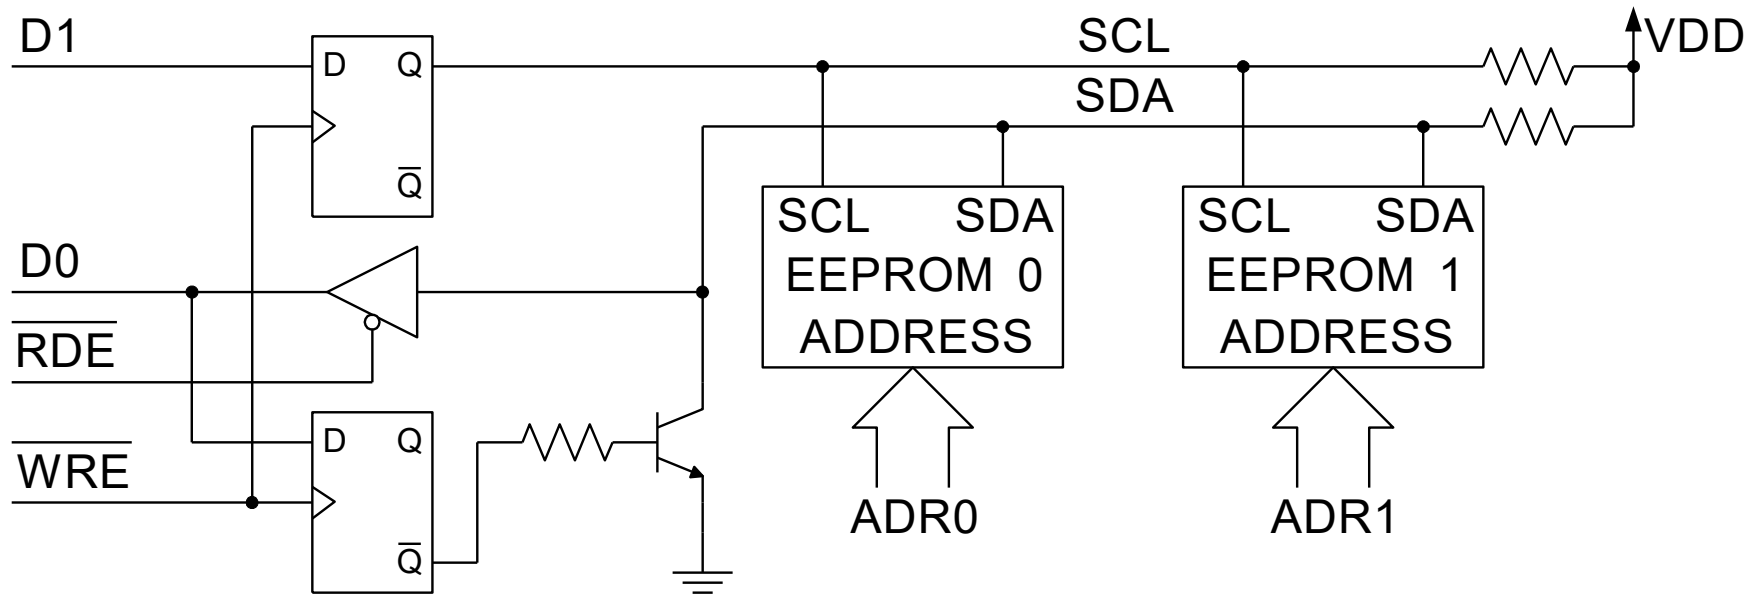 D1
D Q
Q̅
SCL
VDD
SDA
D0
R̅D̅E̅
W̅R̅E̅
D Q
Q̅
SCL SDA
EEPROM 0
ADDRESS
ADR0
SCL SDA
EEPROM 1
ADDRESS
ADR1